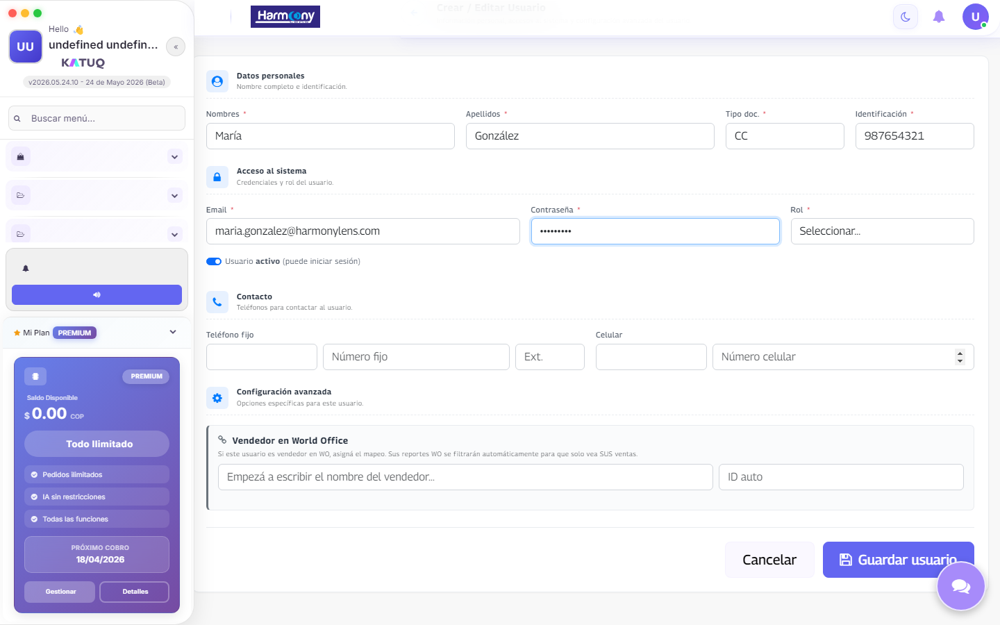 Hello 👋
UU
undefined undefin...
«
KATUQ
v2026.05.24.10 - 24 de Mayo 2026 (Beta)
Buscar menú...
Mi Plan PREMIUM
PREMIUM
Saldo Disponible
$ 0.00 COP
Todo Ilimitado
Pedidos ilimitados
IA sin restricciones
Todas las funciones
PRÓXIMO COBRO
18/04/2026
Gestionar
Detalles
Harmony
Crear / Editar Usuario
U
Datos personales
Nombre completo e identificación.
Nombres *
Apellidos *
Tipo doc. *
Identificación *
María
González
CC
987654321
Acceso al sistema
Credenciales y rol del usuario.
Email *
Contraseña *
Rol *
maria.gonzalez@harmonylens.com
•••••••••
Seleccionar...
Usuario activo (puede iniciar sesión)
Contacto
Teléfonos para contactar al usuario.
Teléfono fijo
Celular
Número fijo
Ext.
Número celular
Configuración avanzada
Opciones específicas para este usuario.
Vendedor en World Office
Si este usuario es vendedor en WO, asigná el mapeo. Sus reportes WO se filtrarán automáticamente para que solo vea SUS ventas.
Empezá a escribir el nombre del vendedor...
ID auto
Cancelar
Guardar usuario